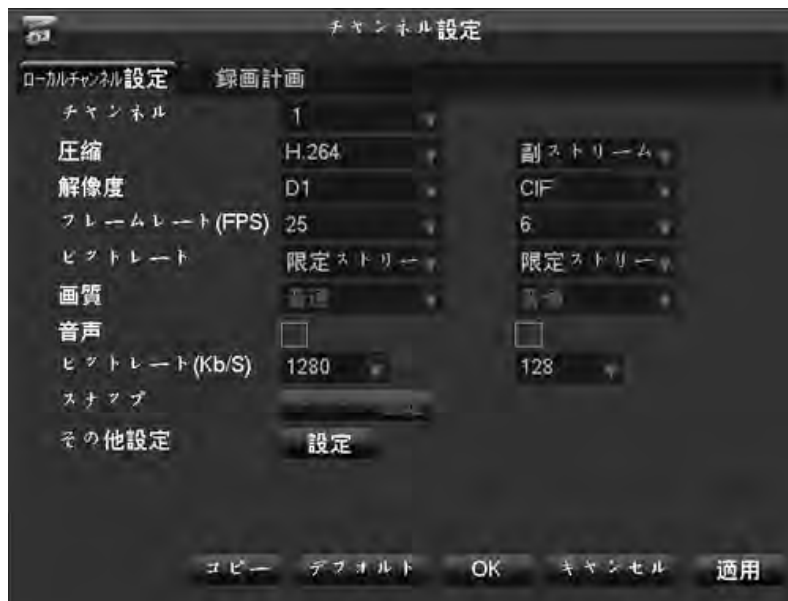 チャンネル設定
ローカルチャンネル設定 録画計画
チャンネル 1
圧縮 H.264 副ストリーム
解像度 D1 CIF
フレームレート(FPS) 25 6
ビットレート 限定ストリー 限定ストリー
画質 普通 普通
音声
ビットレート(Kb/S) 1280 128
スナップ
その他設定 設定
コピー デフォルト OK キャンセル 適用